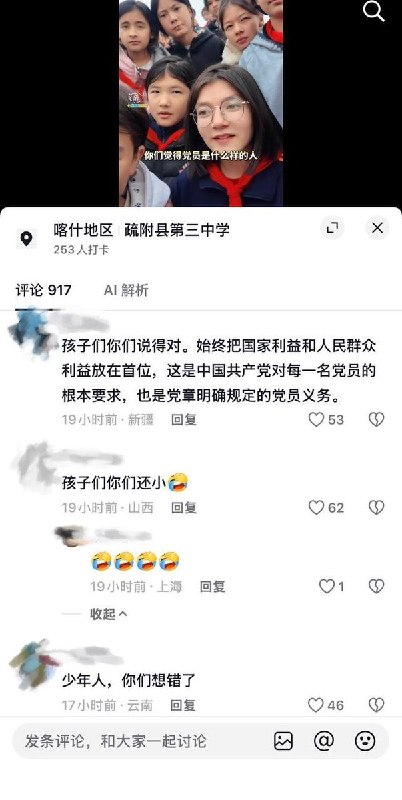 你们觉得党员是什么样的人
喀什地区 疏附县第三中学
253人打卡
评论 917
AI 解析
孩子们你们说得对。始终把国家利益和人民群众
利益放在首位，这是中国共产党对每一名党员的
根本要求，也是党章明确规定的党员义务。
19小时前 · 新疆 回复 53
孩子们你们还小🤣
19小时前 · 山西 回复 62
🤣🤣🤣🤣
19小时前 · 上海 回复 1
收起
少年人，你们想错了
17小时前 · 云南 回复 46
发条评论，和大家一起讨论